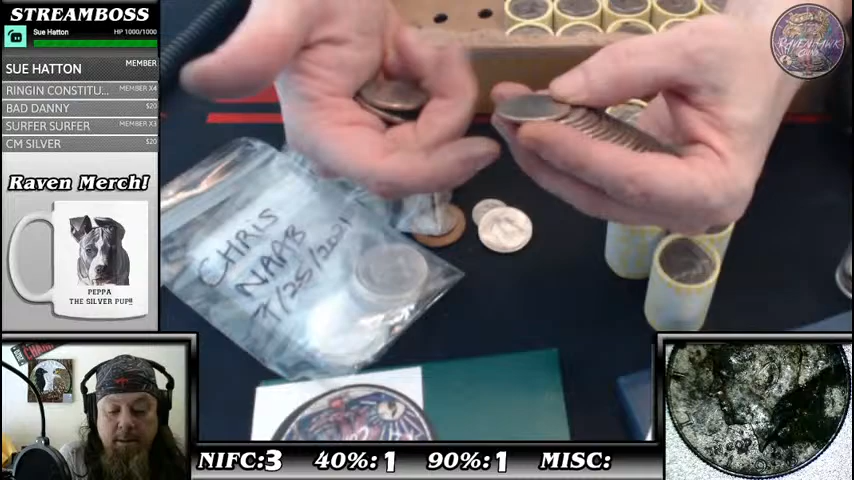 STREAMBOSS
Sue Hatton
HP 1000/1000
SUE HATTON MEMBER
RINGIN CONSTITU... MEMBER X4
BAD DANNY $20
SURFER SURFER MEMBER X3
CM SILVER $20
Raven Merch!
PEPPA
THE SILVER PUP!!
CHRIS
NAAB
7/25/2021
RAVENHAWK
NIFC:3 40%:1 90%:1 MISC: